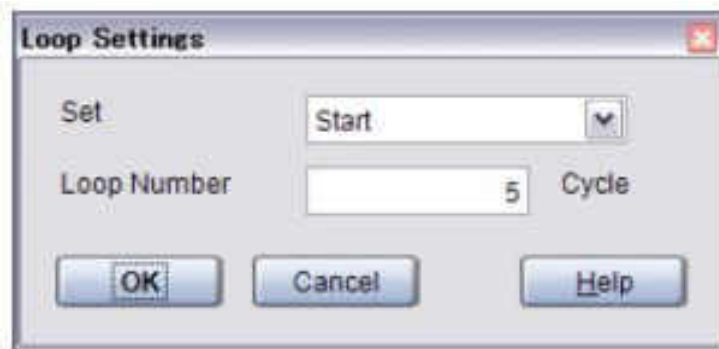 Loop Settings
Set Start
Loop Number 5 Cycle
OK Cancel Help